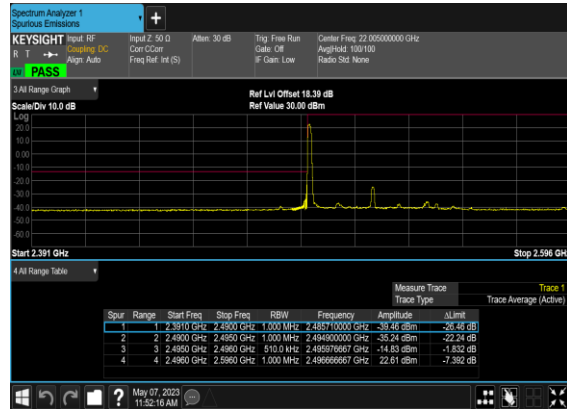 Spectrum Analyzer 1
Spurious Emissions
KEYSIGHT Input: RF Input Z: 50 Ω Atten: 30 dB Trig: Free Run Center Freq: 22.005000000 GHz
R T Coupling: DC Corr CCorr Gate: Off Avg|Hold: 100/100
Align: Auto Freq Ref: Int (S) IF Gain: Low Radio Std: None
PASS
3 All Range Graph
Ref Lvl Offset 18.39 dB
Scale/Div 10.0 dB Ref Value 30.00 dBm
Log
20.0
10.0
0.00
-10.0
-20.0
-30.0
-40.0
-50.0
-60.0
Start 2.391 GHz Stop 2.596 GHz
4 All Range Table
Measure Trace Trace 1
Trace Type Trace Average (Active)
Spur Range Start Freq Stop Freq RBW Frequency Amplitude ΔLimit
1 1 2.3910 GHz 2.4900 GHz 1.000 MHz 2.485710000 GHz -39.46 dBm -26.46 dB
2 2 2.4900 GHz 2.4950 GHz 1.000 MHz 2.494900000 GHz -35.24 dBm -22.24 dB
3 3 2.4950 GHz 2.4960 GHz 510.0 kHz 2.495976667 GHz -14.83 dBm -1.832 dB
4 4 2.4960 GHz 2.5960 GHz 1.000 MHz 2.496666667 GHz 22.61 dBm -7.392 dB
? May 07, 2023
11:52:16 AM